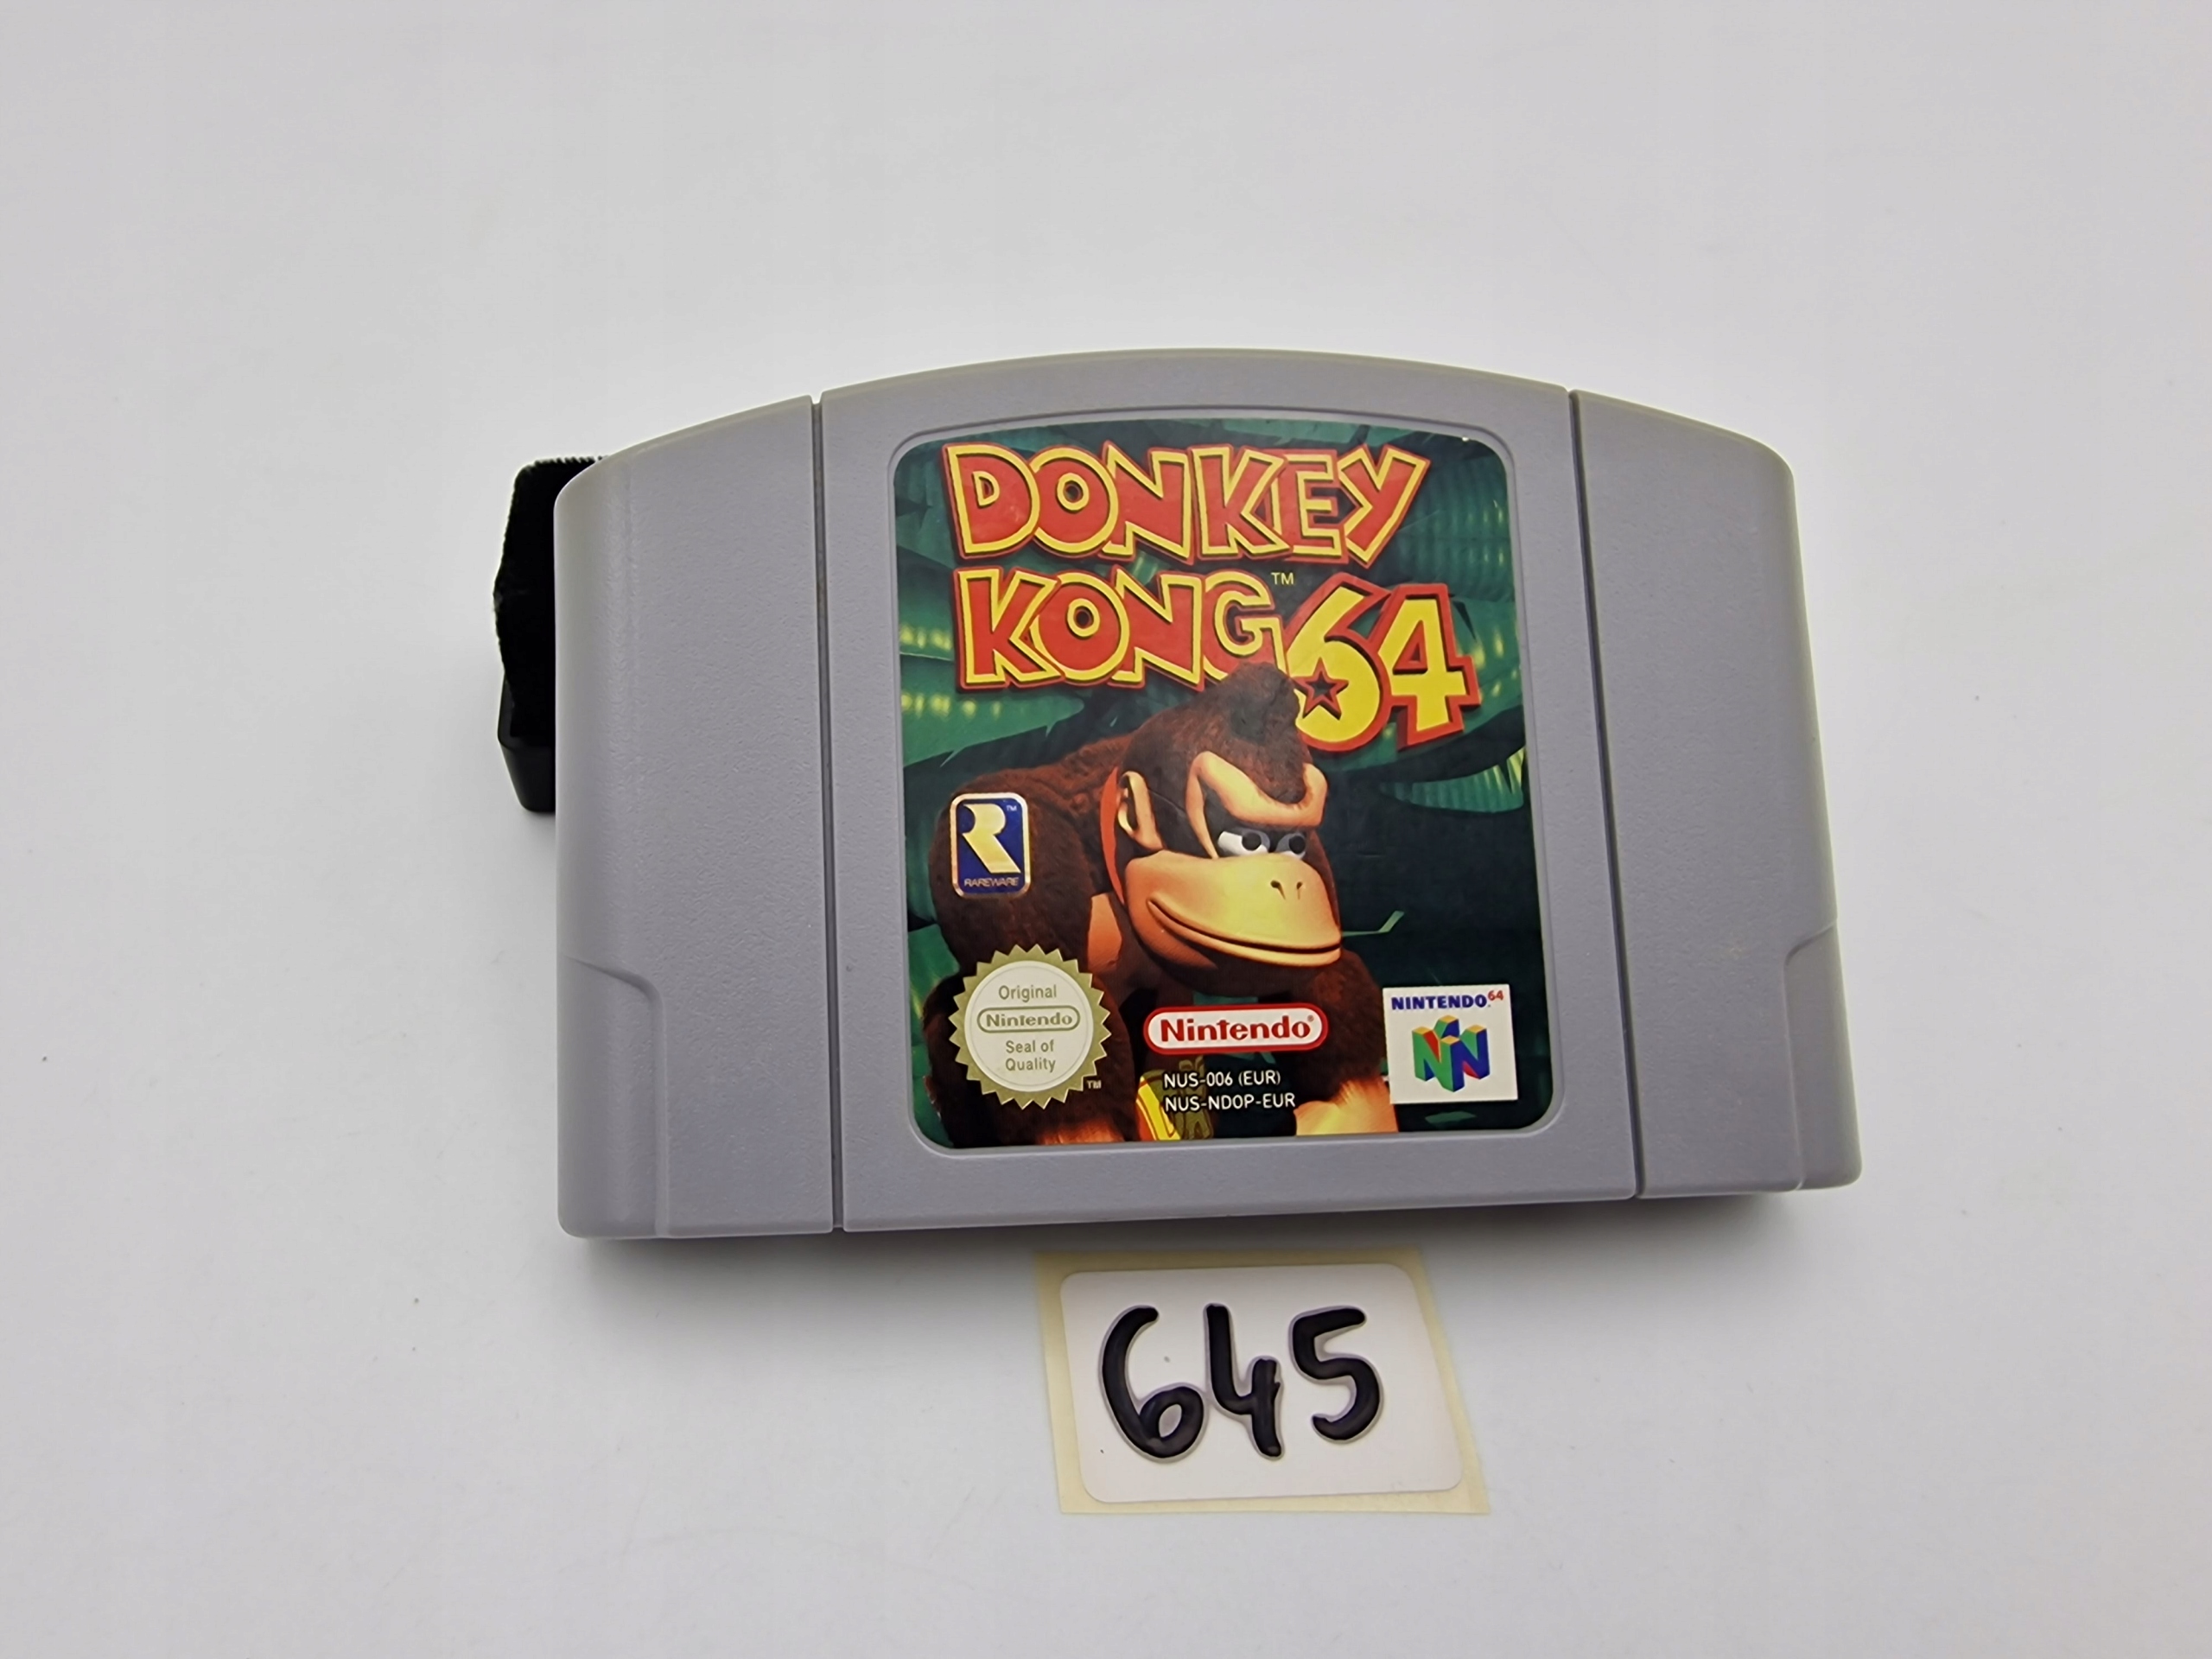 DONKEY
KONG™ 64
R™
RAREWARE
Original
Nintendo
Seal of
Quality
™
Nintendo®
NUS-006 (EUR)
NUS-NDOP-EUR
NINTENDO64
645